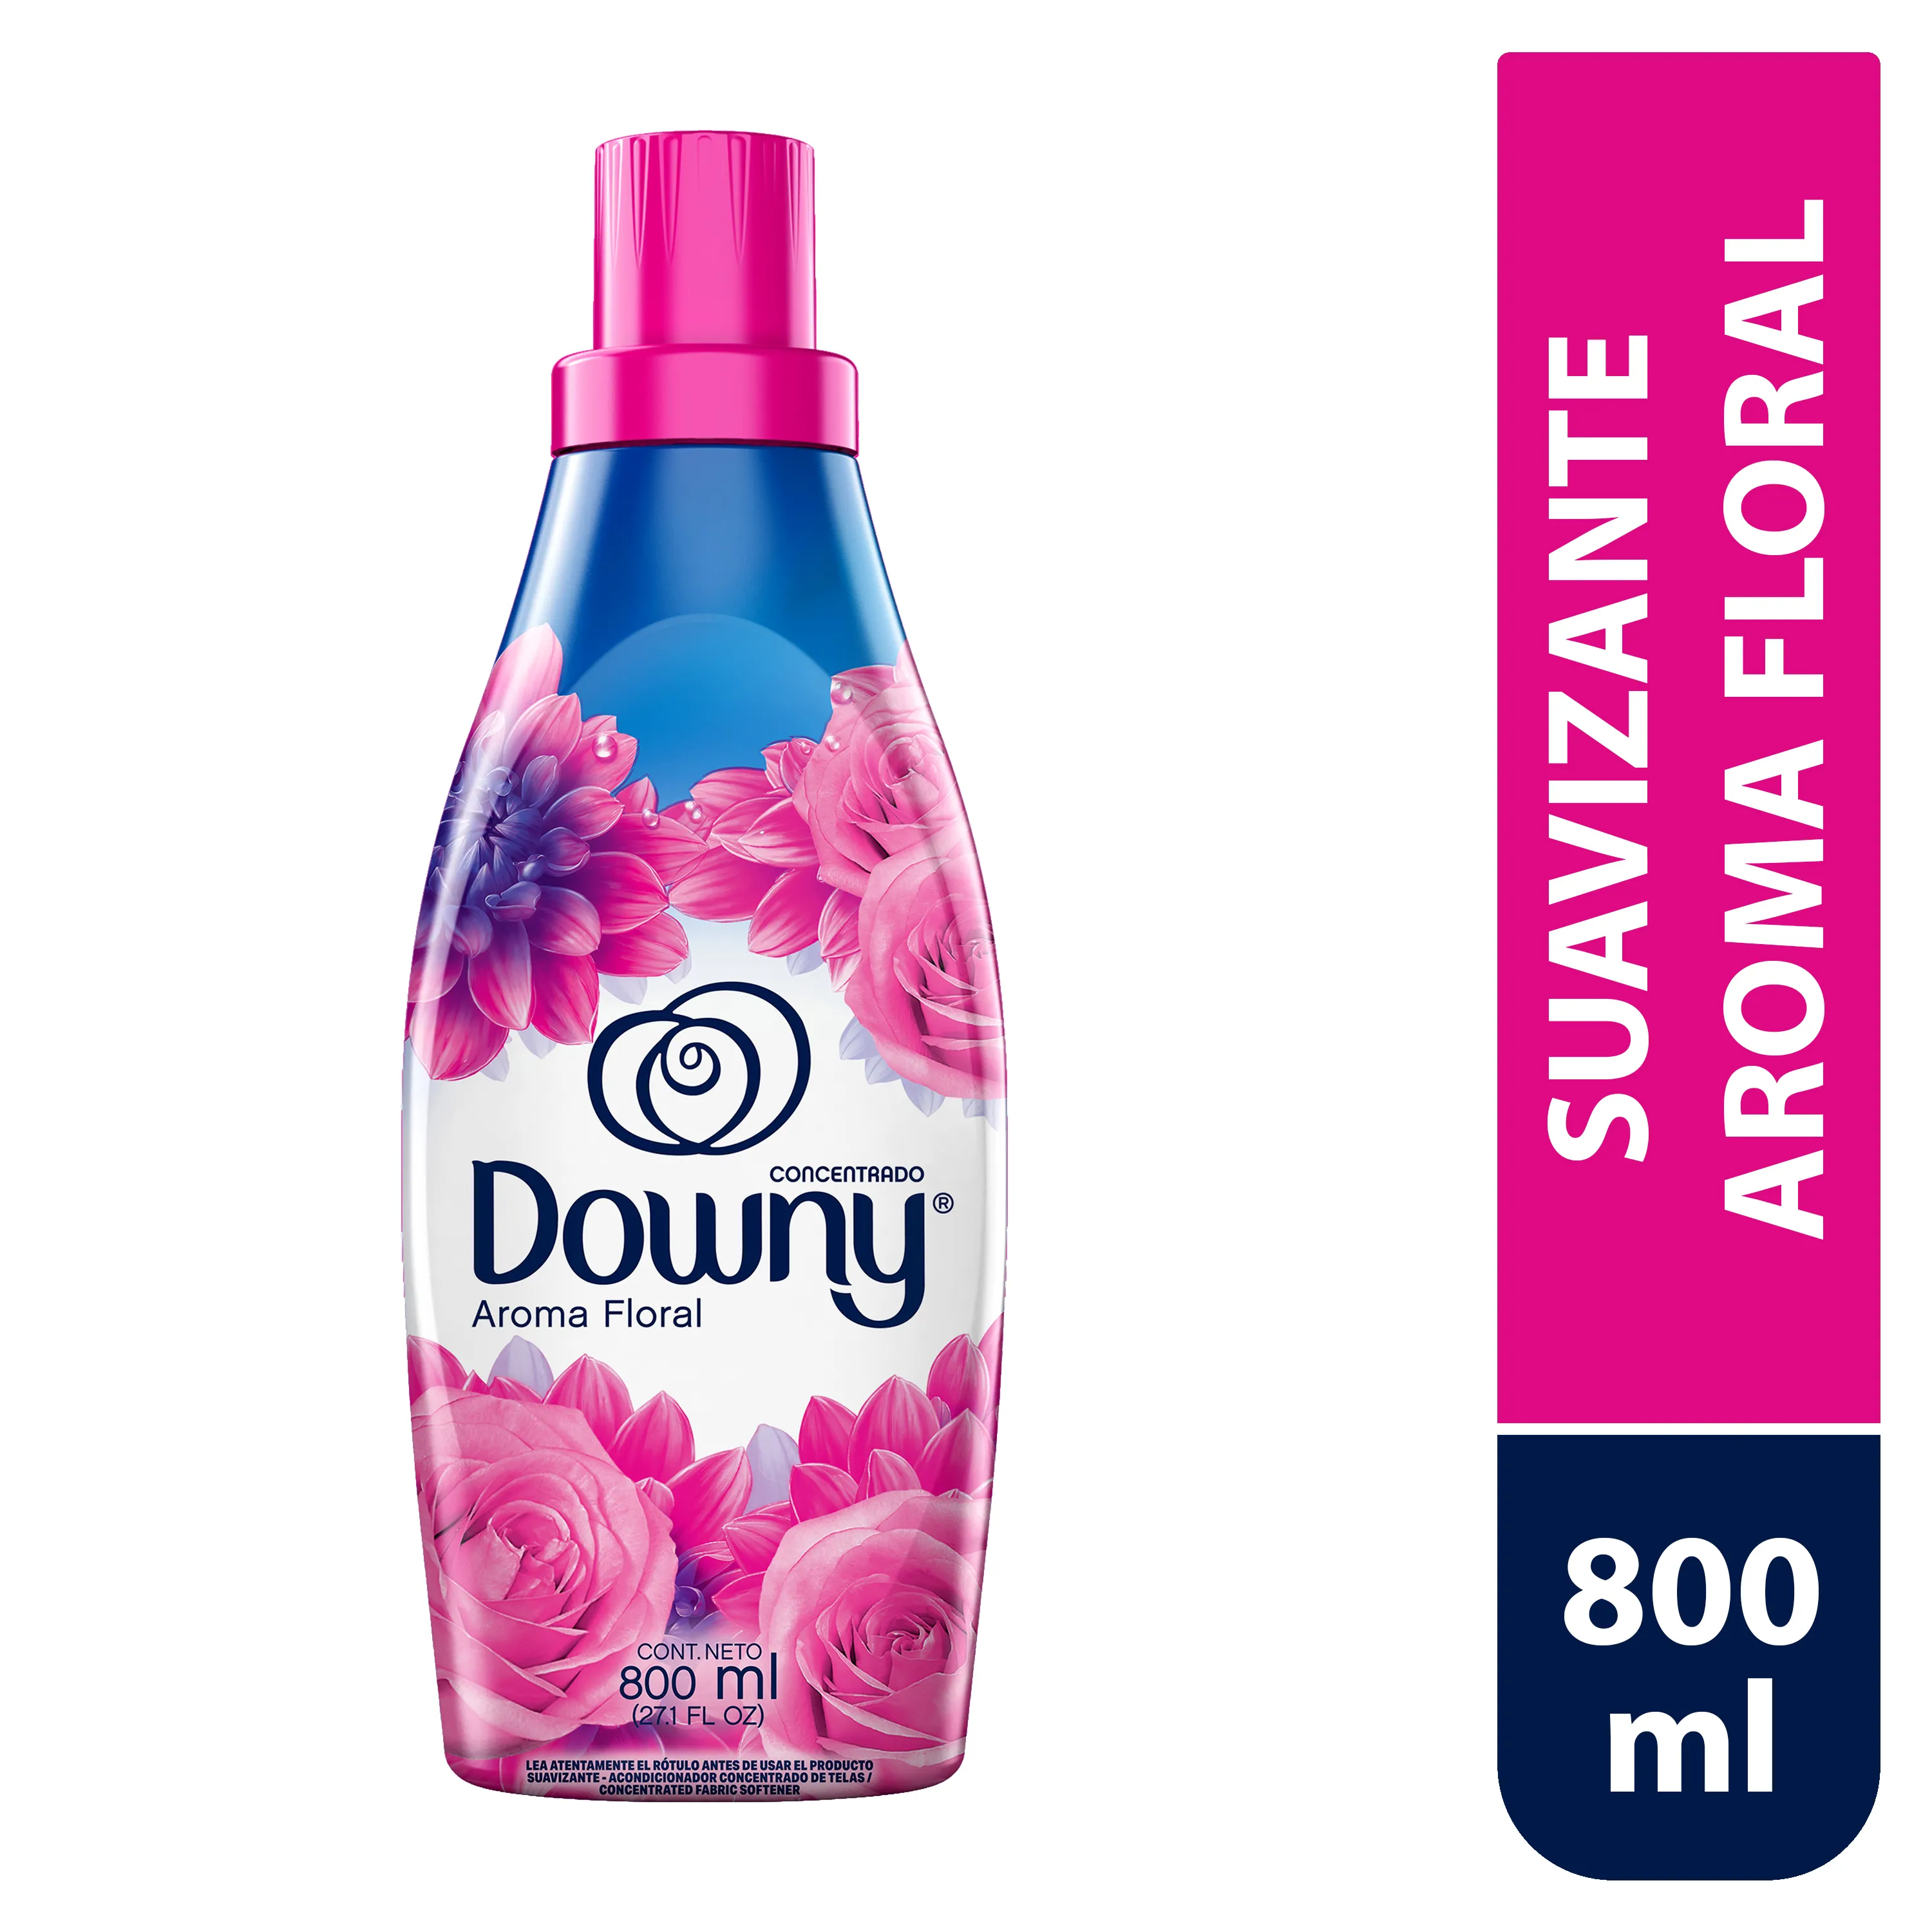 CONCENTRADO
Downy®
Aroma Floral
CONT. NETO
800 ml
(27.1 FL OZ)
LEA ATENTAMENTE EL RÓTULO ANTES DE USAR EL PRODUCTO
SUAVIZANTE - ACONDICIONADOR CONCENTRADO DE TELAS /
CONCENTRATED FABRIC SOFTENER
SUAVIZANTE
AROMA FLORAL
800
ml